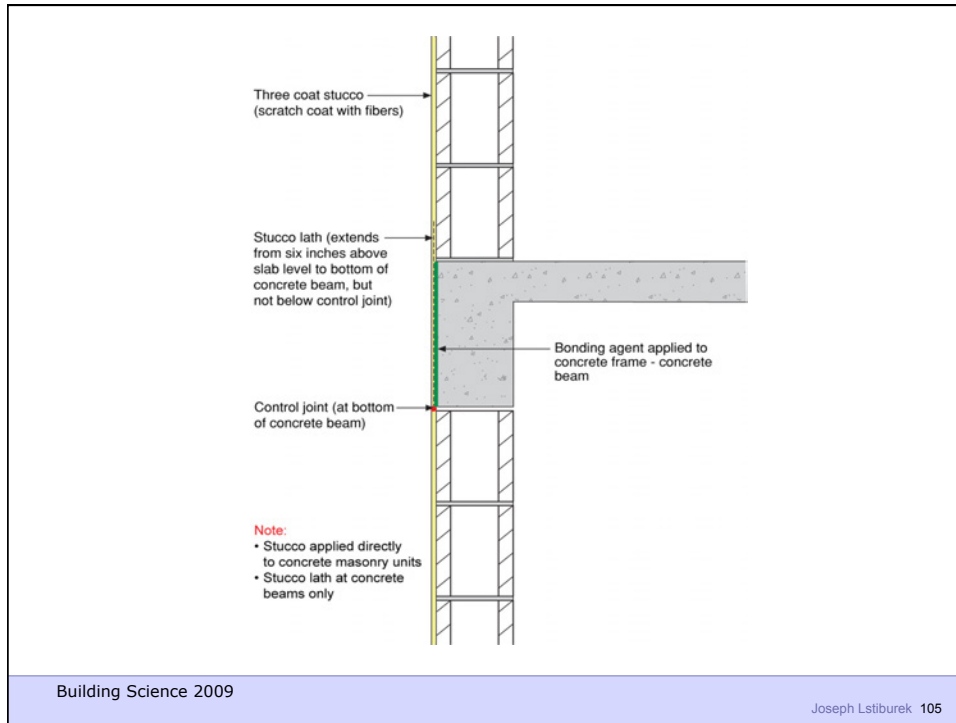 Three coat stucco
(scratch coat with fibers)
Stucco lath (extends
from six inches above
slab level to bottom of
concrete beam, but
not below control joint)
Bonding agent applied to
concrete frame - concrete
beam
Control joint (at bottom
of concrete beam)
Note:
• Stucco applied directly
to concrete masonry units
• Stucco lath at concrete
beams only
Building Science 2009
Joseph Lstiburek 105